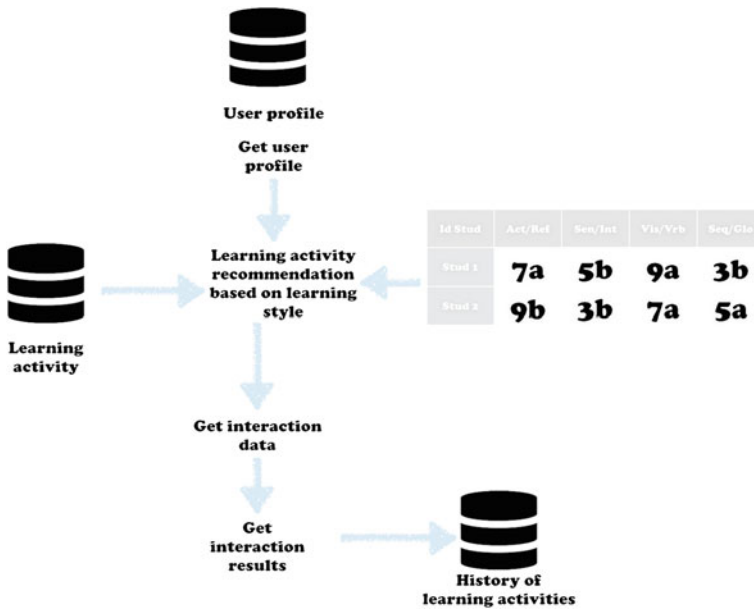 User profile
Get user
profile
Id Stud Act/Ref Sen/Int Vis/Vrb Seq/Glo
Stud 1 7a 5b 9a 3b
Stud 2 9b 3b 7a 5a
Learning activity
recommendation
based on learning
style
Learning
activity
Get interaction
data
Get
interaction
results
History of
learning activities